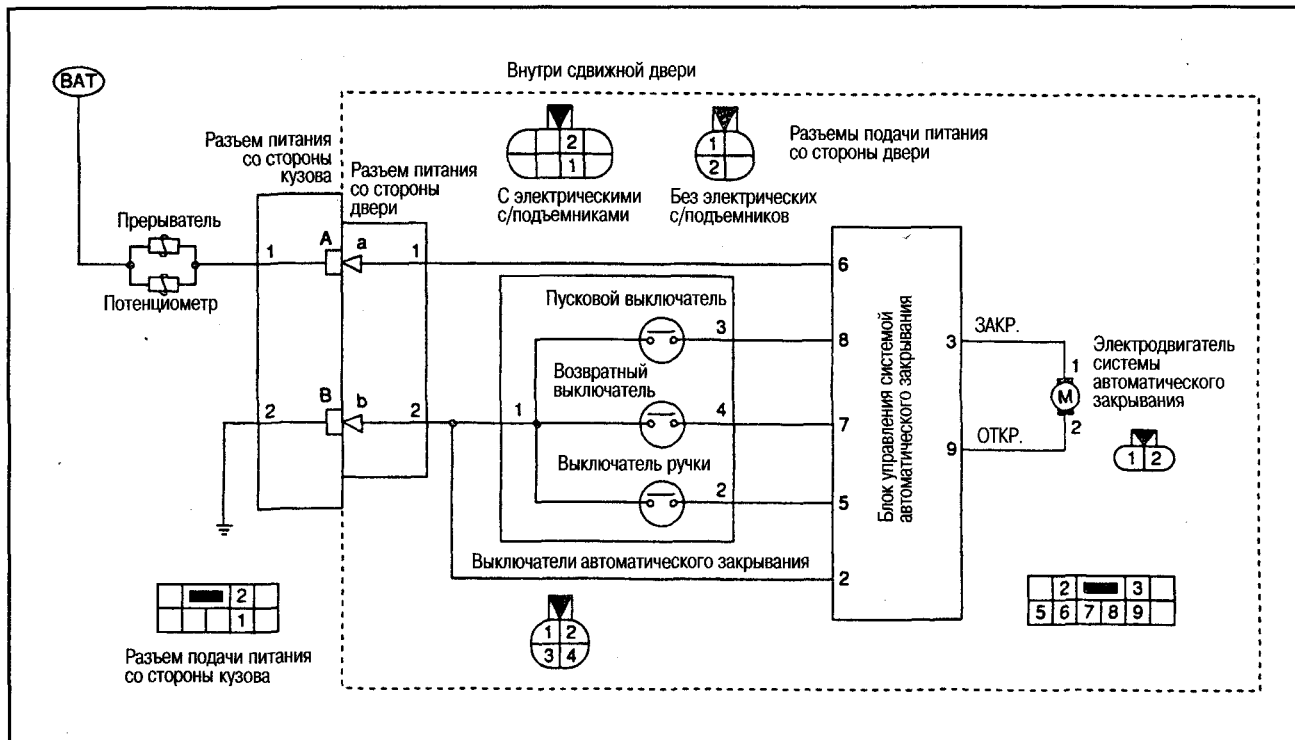 BAT
Внутри сдвижной двери
Разъем питания
со стороны
кузова
Разъем питания
со стороны
двери
2
1
С электрическими
с/подъемниками
1
2
Без электрических
с/подъемников
Разъемы подачи питания
со стороны двери
Прерыватель
Потенциометр
1
A
a
1
6
Пусковой выключатель
3
8
Возвратный
выключатель
4
7
2
B
b
2
1
Выключатель ручки
2
5
Выключатели автоматического закрывания
2
Блок управления системой
автоматического закрывания
3
ЗАКР.
1
M
2
9
ОТКР.
Электродвигатель
системы
автоматического
закрывания
1 2
2
1
Разъем подачи питания
со стороны кузова
1 2
3 4
2 3
5 6 7 8 9